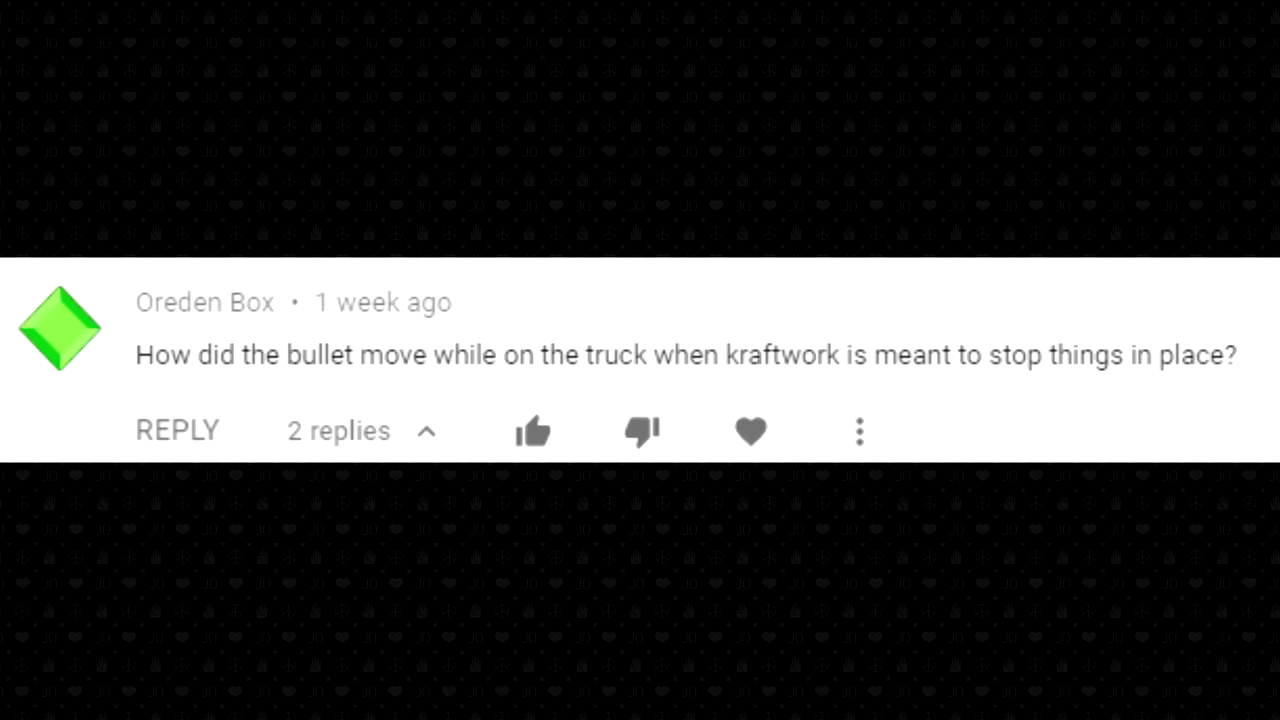 Oreden Box • 1 week ago
How did the bullet move while on the truck when kraftwork is meant to stop things in place?
REPLY 2 replies